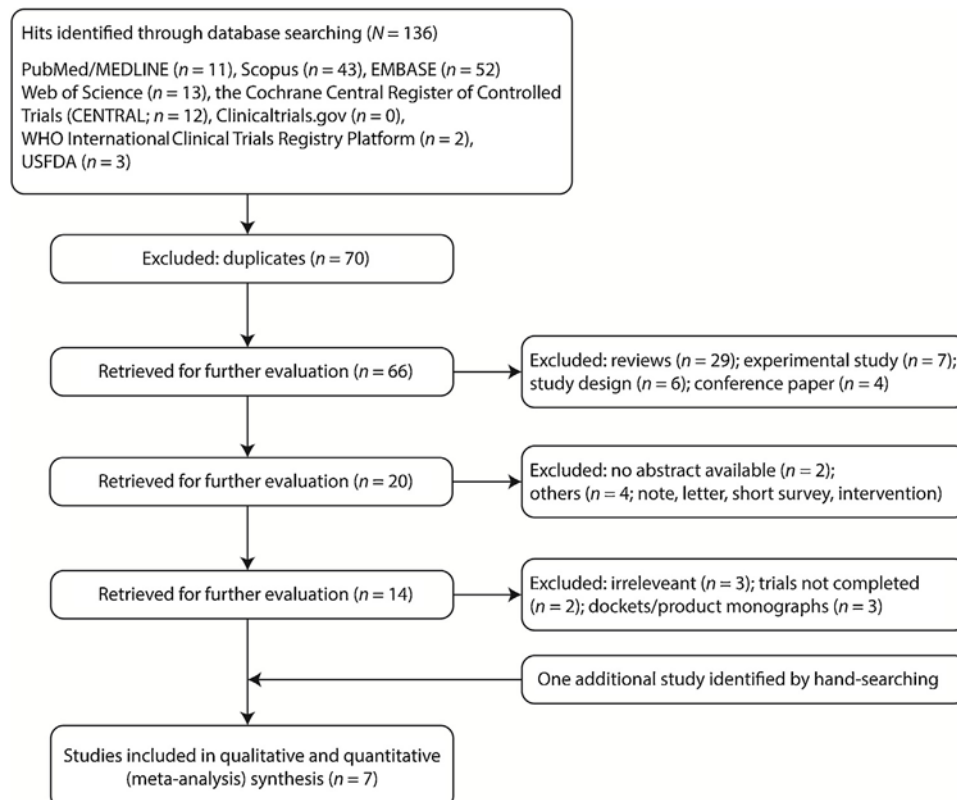 Hits identified through database searching (N = 136)
PubMed/MEDLINE (n = 11), Scopus (n = 43), EMBASE (n = 52)
Web of Science (n = 13), the Cochrane Central Register of Controlled
Trials (CENTRAL; n = 12), Clinicaltrials.gov (n = 0),
WHO International Clinical Trials Registry Platform (n = 2),
USFDA (n = 3)
Excluded: duplicates (n = 70)
Retrieved for further evaluation (n = 66)
Excluded: reviews (n = 29); experimental study (n = 7);
study design (n = 6); conference paper (n = 4)
Retrieved for further evaluation (n = 20)
Excluded: no abstract available (n = 2);
others (n = 4; note, letter, short survey, intervention)
Retrieved for further evaluation (n = 14)
Excluded: irreleveant (n = 3); trials not completed
(n = 2); dockets/product monographs (n = 3)
One additional study identified by hand-searching
Studies included in qualitative and quantitative
(meta-analysis) synthesis (n = 7)